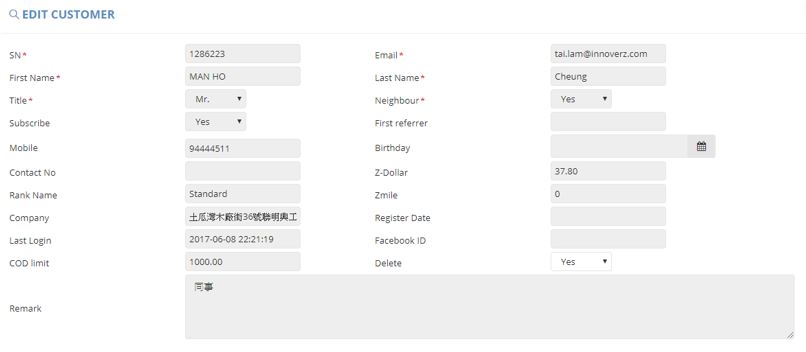 EDIT CUSTOMER
SN* 1286223 Email* tai.lam@innoverz.com
First Name* MAN HO Last Name* Cheung
Title* Mr. Neighbour* Yes
Subscribe Yes First referrer
Mobile 94444511 Birthday
Contact No Z-Dollar 37.80
Rank Name Standard Zmile 0
Company 土瓜灣木廠街36號聯明興工 Register Date
Last Login 2017-06-08 22:21:19 Facebook ID
COD limit 1000.00 Delete Yes
Remark 同事